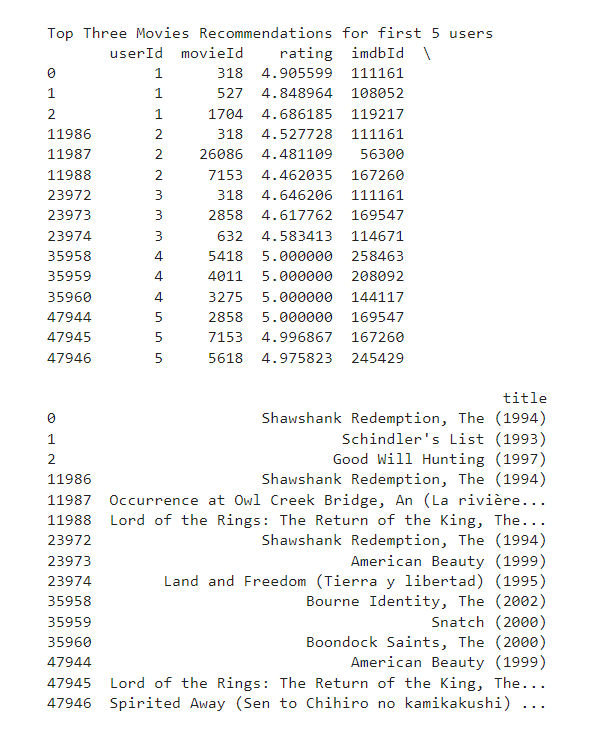 Top Three Movies Recommendations for first 5 users
userId movieId rating imdbId \
0 1 318 4.905599 111161
1 1 527 4.848964 108052
2 1 1704 4.686185 119217
11986 2 318 4.527728 111161
11987 2 26086 4.481109 56300
11988 2 7153 4.462035 167260
23972 3 318 4.646206 111161
23973 3 2858 4.617762 169547
23974 3 632 4.583413 114671
35958 4 5418 5.000000 258463
35959 4 4011 5.000000 208092
35960 4 3275 5.000000 144117
47944 5 2858 5.000000 169547
47945 5 7153 4.996867 167260
47946 5 5618 4.975823 245429
title
0 Shawshank Redemption, The (1994)
1 Schindler's List (1993)
2 Good Will Hunting (1997)
11986 Shawshank Redemption, The (1994)
11987 Occurrence at Owl Creek Bridge, An (La rivière...
11988 Lord of the Rings: The Return of the King, The...
23972 Shawshank Redemption, The (1994)
23973 American Beauty (1999)
23974 Land and Freedom (Tierra y libertad) (1995)
35958 Bourne Identity, The (2002)
35959 Snatch (2000)
35960 Boondock Saints, The (2000)
47944 American Beauty (1999)
47945 Lord of the Rings: The Return of the King, The...
47946 Spirited Away (Sen to Chihiro no kamikakushi) ...